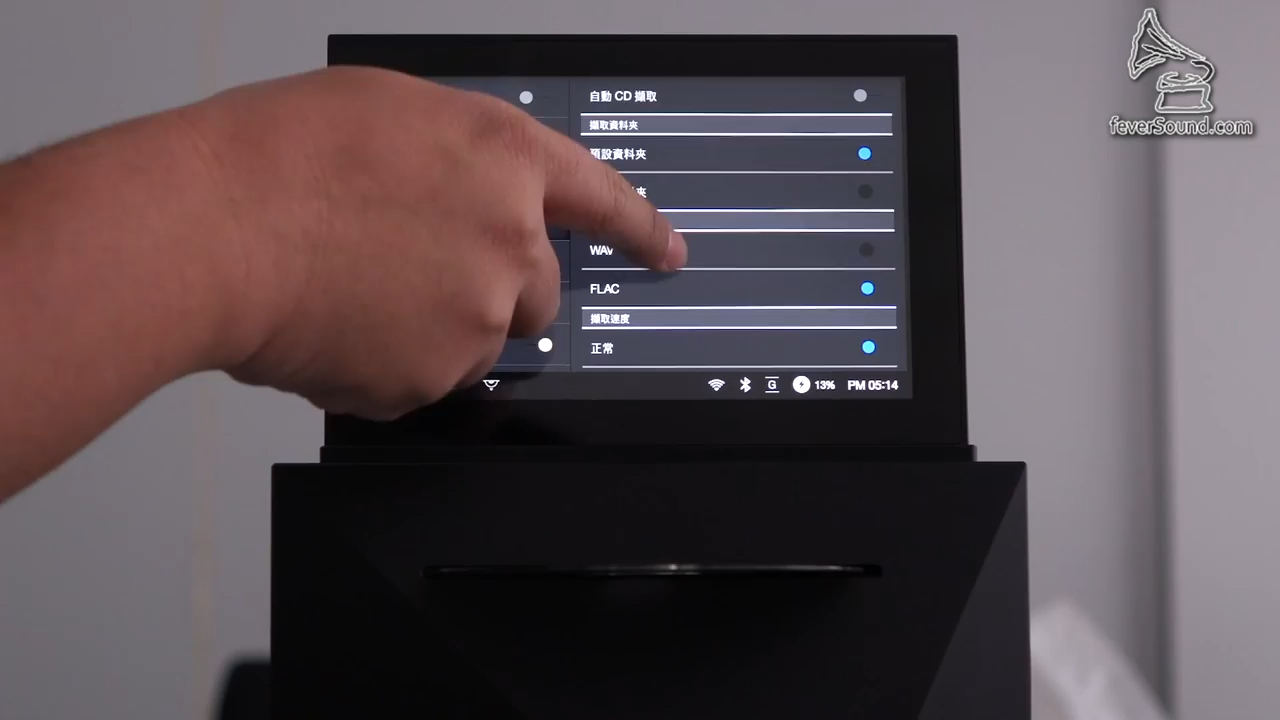 feverSound.com
自動 CD 擷取
擷取資料夾
預設資料夾
夾
WAV
FLAC
擷取速度
正常
G 13% PM 05:14